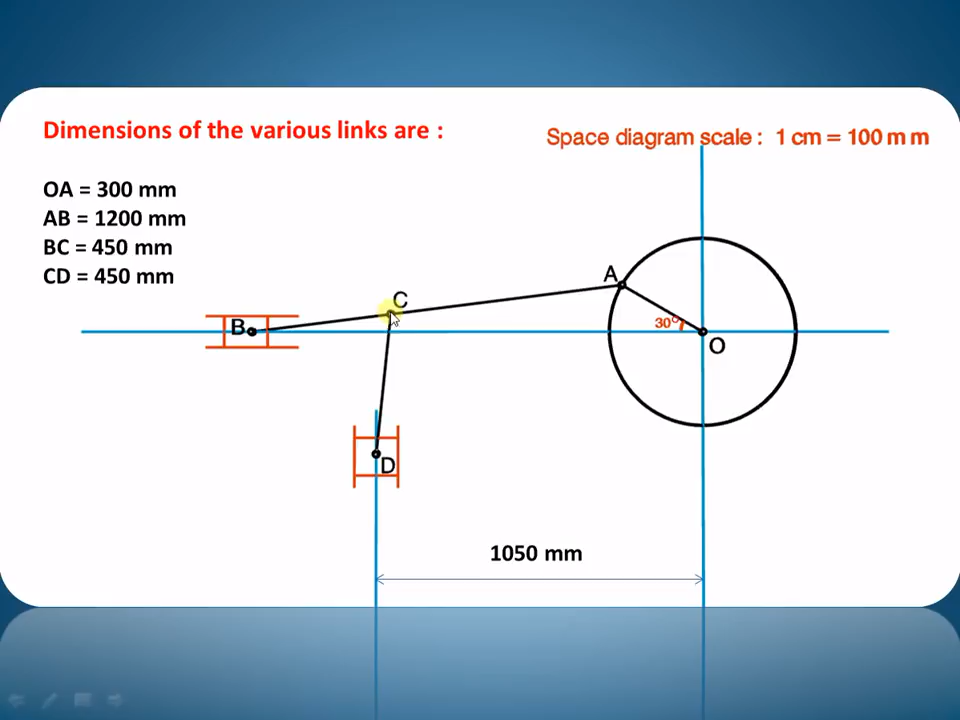 Dimensions of the various links are :
Space diagram scale : 1 cm = 100 m m
OA = 300 mm
AB = 1200 mm
BC = 450 mm
CD = 450 mm
A
C
B
30°
O
D
1050 mm